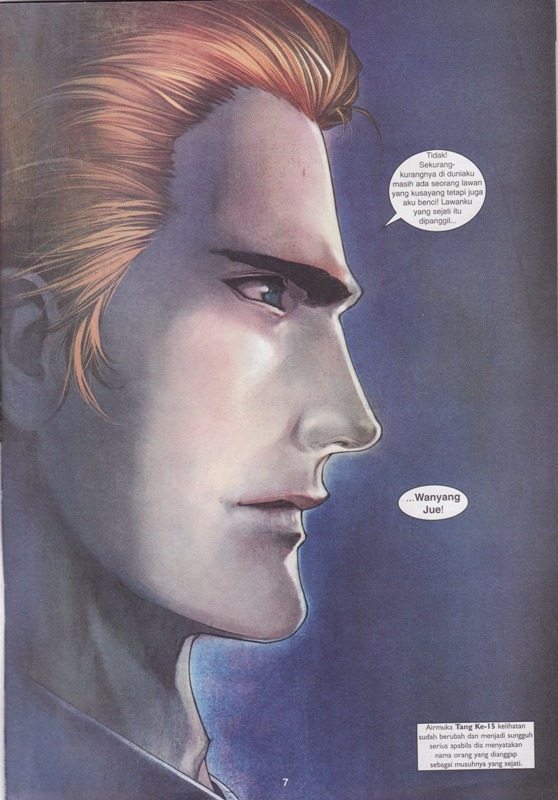 Tidak!
Sekurang-
kurangnya di duniaku
masih ada seorang lawan
yang kusayang tetapi juga
aku benci! Lawanku
yang sejati itu
dipanggil...
...Wanyang
Jue!
Airmuka Tang Ke-15 kelihatan
sudah berubah dan menjadi sungguh
serius apabila dia menyatakan
nama orang yang dianggap
sebagai musuhnya yang sejati.
7